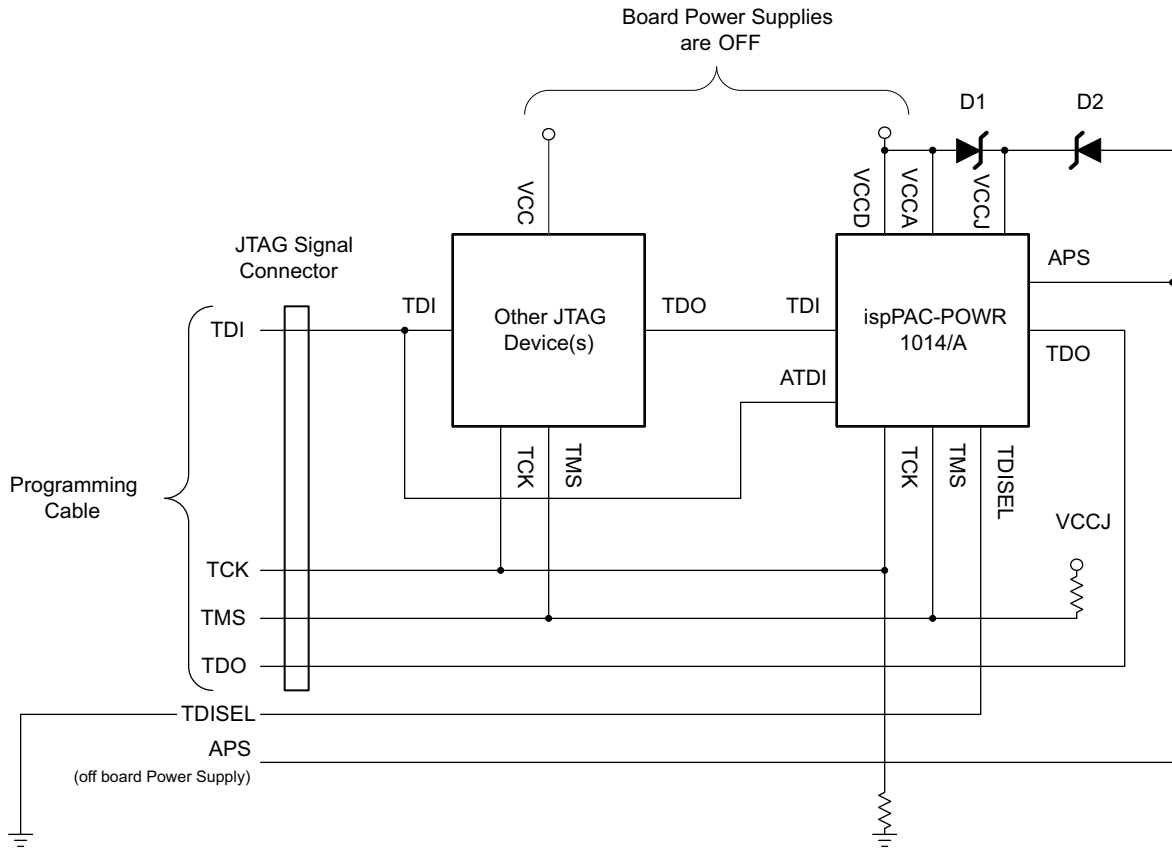 Board Power Supplies
are OFF
D1
D2
VCC
VCCD
VCCA
VCCJ
JTAG Signal
Connector
APS
TDI
TDI
Other JTAG
Device(s)
TDO
TDI
ispPAC-POWR
1014/A
TDO
ATDI
TCK
TMS
TCK
TMS
TDISEL
Programming
Cable
VCCJ
TCK
TMS
TDO
TDISEL
APS
(off board Power Supply)